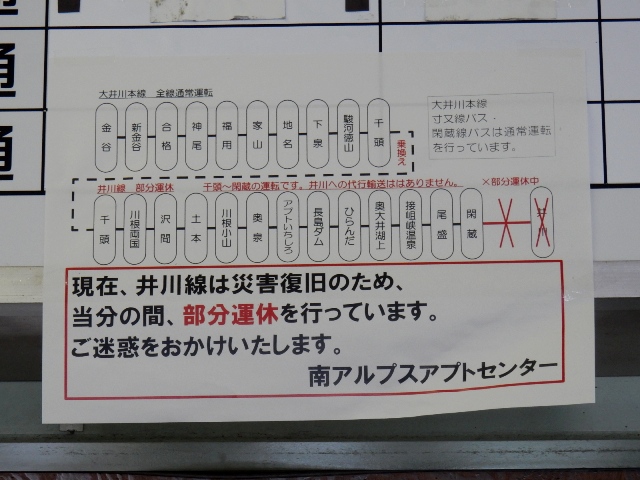 通
通
大井川本線 全線通常運転
金谷
新金谷
合格
神尾
福用
家山
地名
下泉
駿河徳山
千頭
大井川本線
寸又線バス・
閑蔵線バスは通常運転
を行っています。
乗換え
井川線 部分運休 千頭～閑蔵の運転です。井川への代行輸送ははありません。 ×部分運休中
千頭
川根両国
沢間
土本
川根小山
奥泉
アプトいちしろ
長島ダム
ひらんだ
奥大井湖上
接岨峡温泉
尾盛
閑蔵
井川
現在、井川線は災害復旧のため、
当分の間、部分運休を行っています。
ご迷惑をおかけいたします。
南アルプスアプトセンター